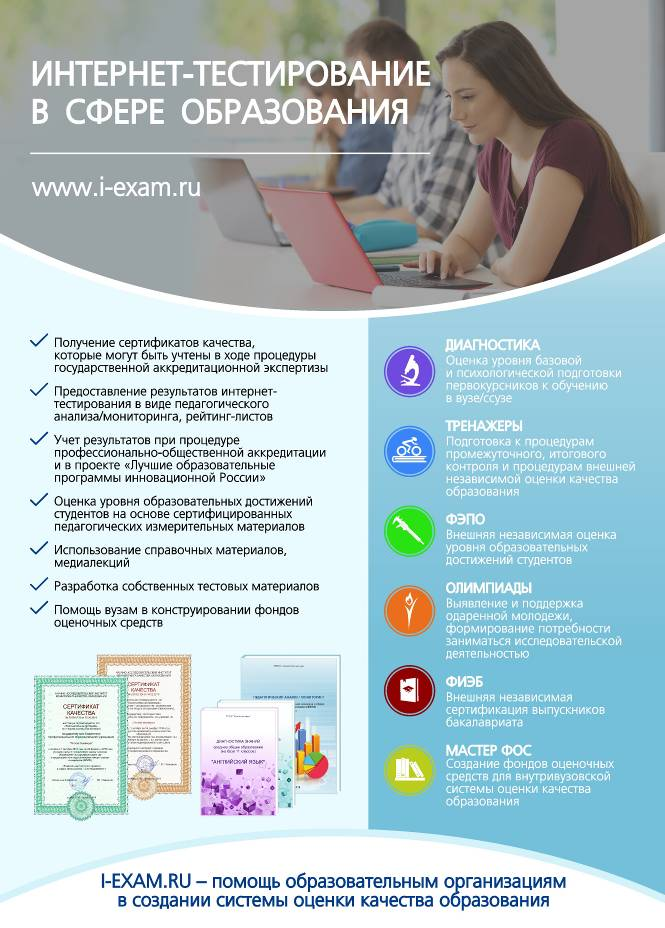 ИНТЕРНЕТ-ТЕСТИРОВАНИЕ
В СФЕРЕ ОБРАЗОВАНИЯ
www.i-exam.ru
Получение сертификатов качества,
которые могут быть учтены в ходе процедуры
государственной аккредитационной экспертизы
Предоставление результатов интернет-
тестирования в виде педагогического
анализа/мониторинга, рейтинг-листов
Учет результатов при процедуре
профессионально-общественной аккредитации
и в проекте «Лучшие образовательные
программы инновационной России»
Оценка уровня образовательных достижений
студентов на основе сертифицированных
педагогических измерительных материалов
Использование справочных материалов,
медиалекций
Разработка собственных тестовых материалов
Помощь вузам в конструировании фондов
оценочных средств
СЕРТИФИКАТ
КАЧЕСТВА
СЕРТИФИКАТ
КАЧЕСТВА
ДИАГНОСТИКА ЗНАНИЙ
"АНГЛИЙСКИЙ ЯЗЫК"
ДИАГНОСТИКА
Оценка уровня базовой
и психологической подготовки
первокурсников к обучению
в вузе/ссузе
ТРЕНАЖЕРЫ
Подготовка к процедурам
промежуточного, итогового
контроля и процедурам внешней
независимой оценки качества
образования
ФЭПО
Внешняя независимая оценка
уровня образовательных
достижений студентов
ОЛИМПИАДЫ
Выявление и поддержка
одаренной молодежи,
формирование потребности
заниматься исследовательской
деятельностью
ФИЭБ
Внешняя независимая
сертификация выпускников
бакалавриата
МАСТЕР ФОС
Создание фондов оценочных
средств для внутривузовской
системы оценки качества
образования
I-EXAM.RU – помощь образовательным организациям
в создании системы оценки качества образования